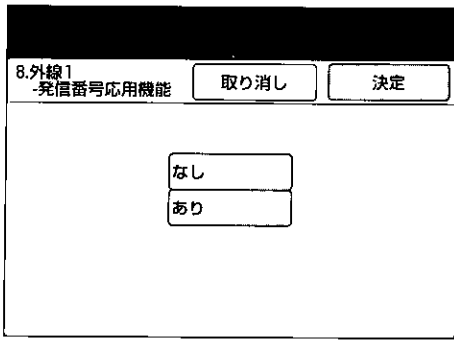 8.外線1
-発信番号応用機能
取り消し
決定
なし
あり